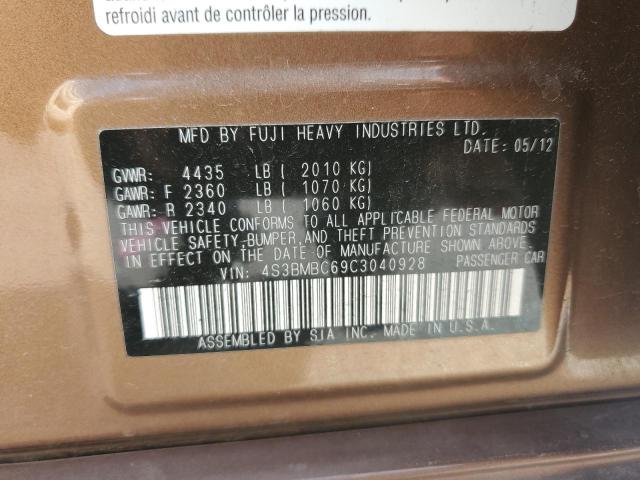 refroidi avant de contrôler la pression.
MFD BY FUJI HEAVY INDUSTRIES LTD.
DATE: 05/12
GVWR: 4435 LB ( 2010 KG)
GAWR: F 2360 LB ( 1070 KG)
GAWR: R 2340 LB ( 1060 KG)
THIS VEHICLE CONFORMS TO ALL APPLICABLE FEDERAL MOTOR
VEHICLE SAFETY,BUMPER,AND THEFT PREVENTION STANDARDS
IN EFFECT ON THE DATE OF MANUFACTURE SHOWN ABOVE.
VIN: 4S3BMBC69C3040928 PASSENGER CAR
ASSEMBLED BY SIA INC. MADE IN U.S.A.